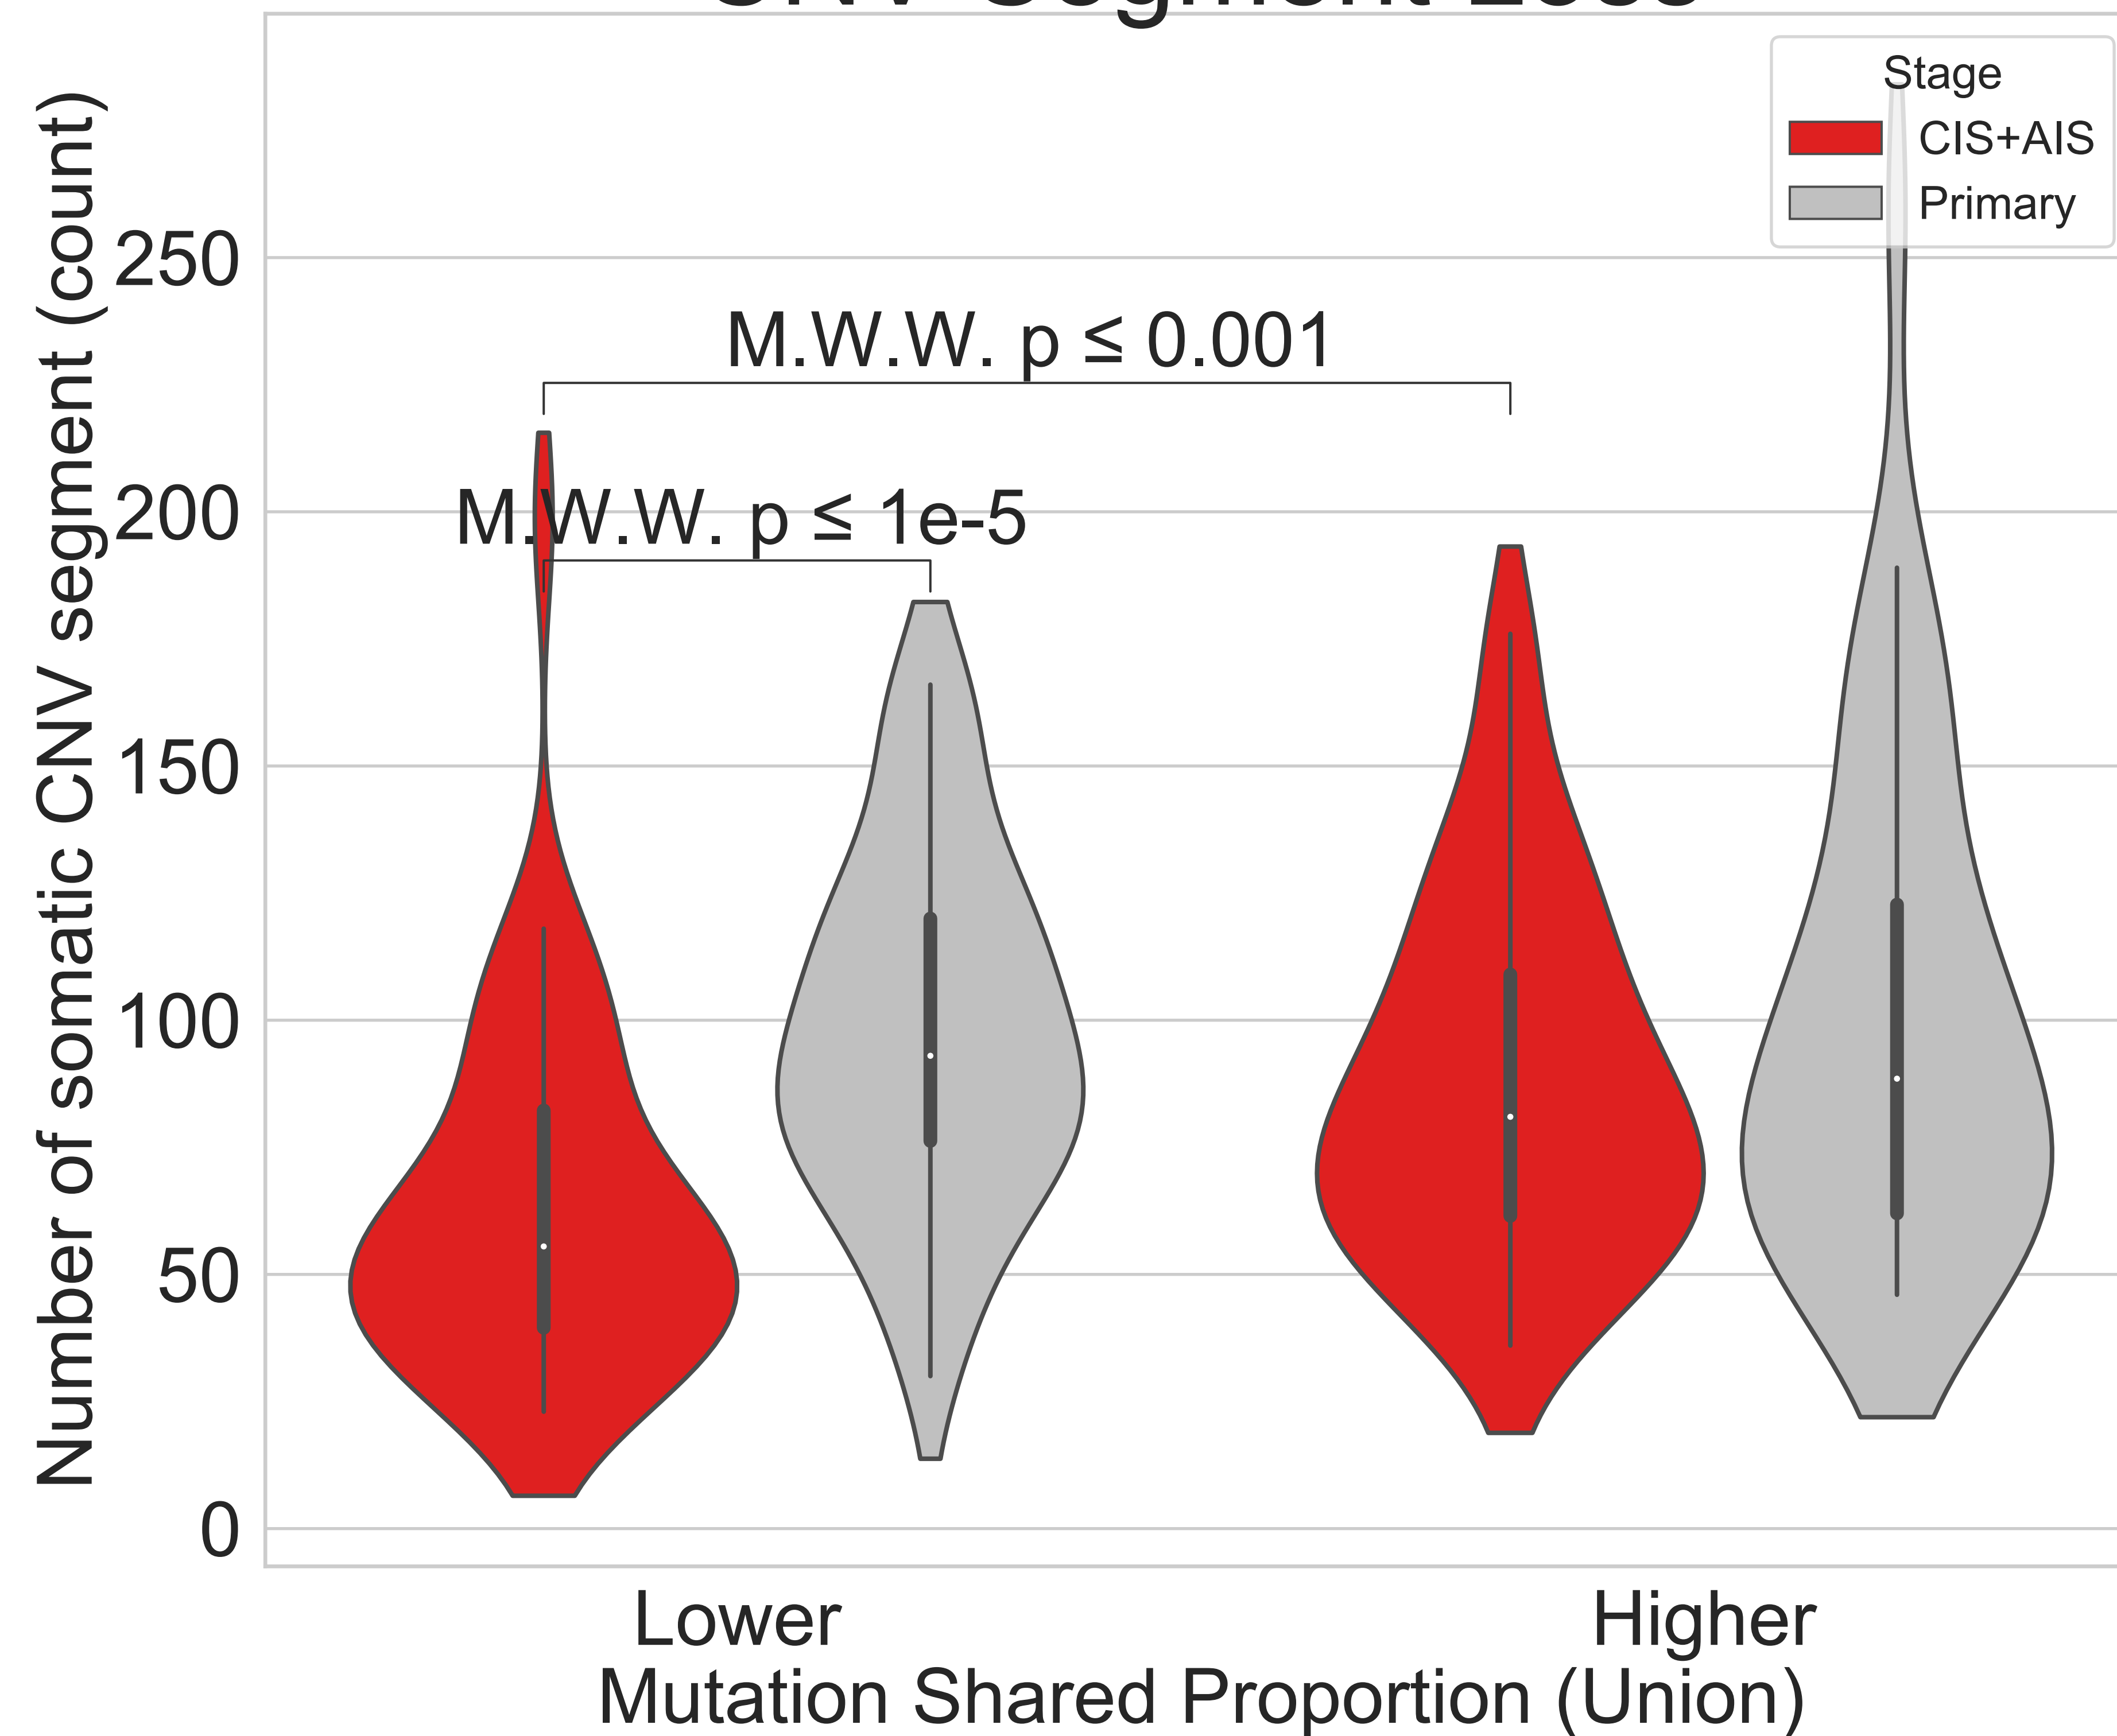 Stage
CIS+AIS
Primary
Number of somatic CNV segment (count)
250
200
150
100
50
0
M.W.W. p ≤ 0.001
M.W.W. p ≤ 1e-5
Lower
Higher
Mutation Shared Proportion (Union)